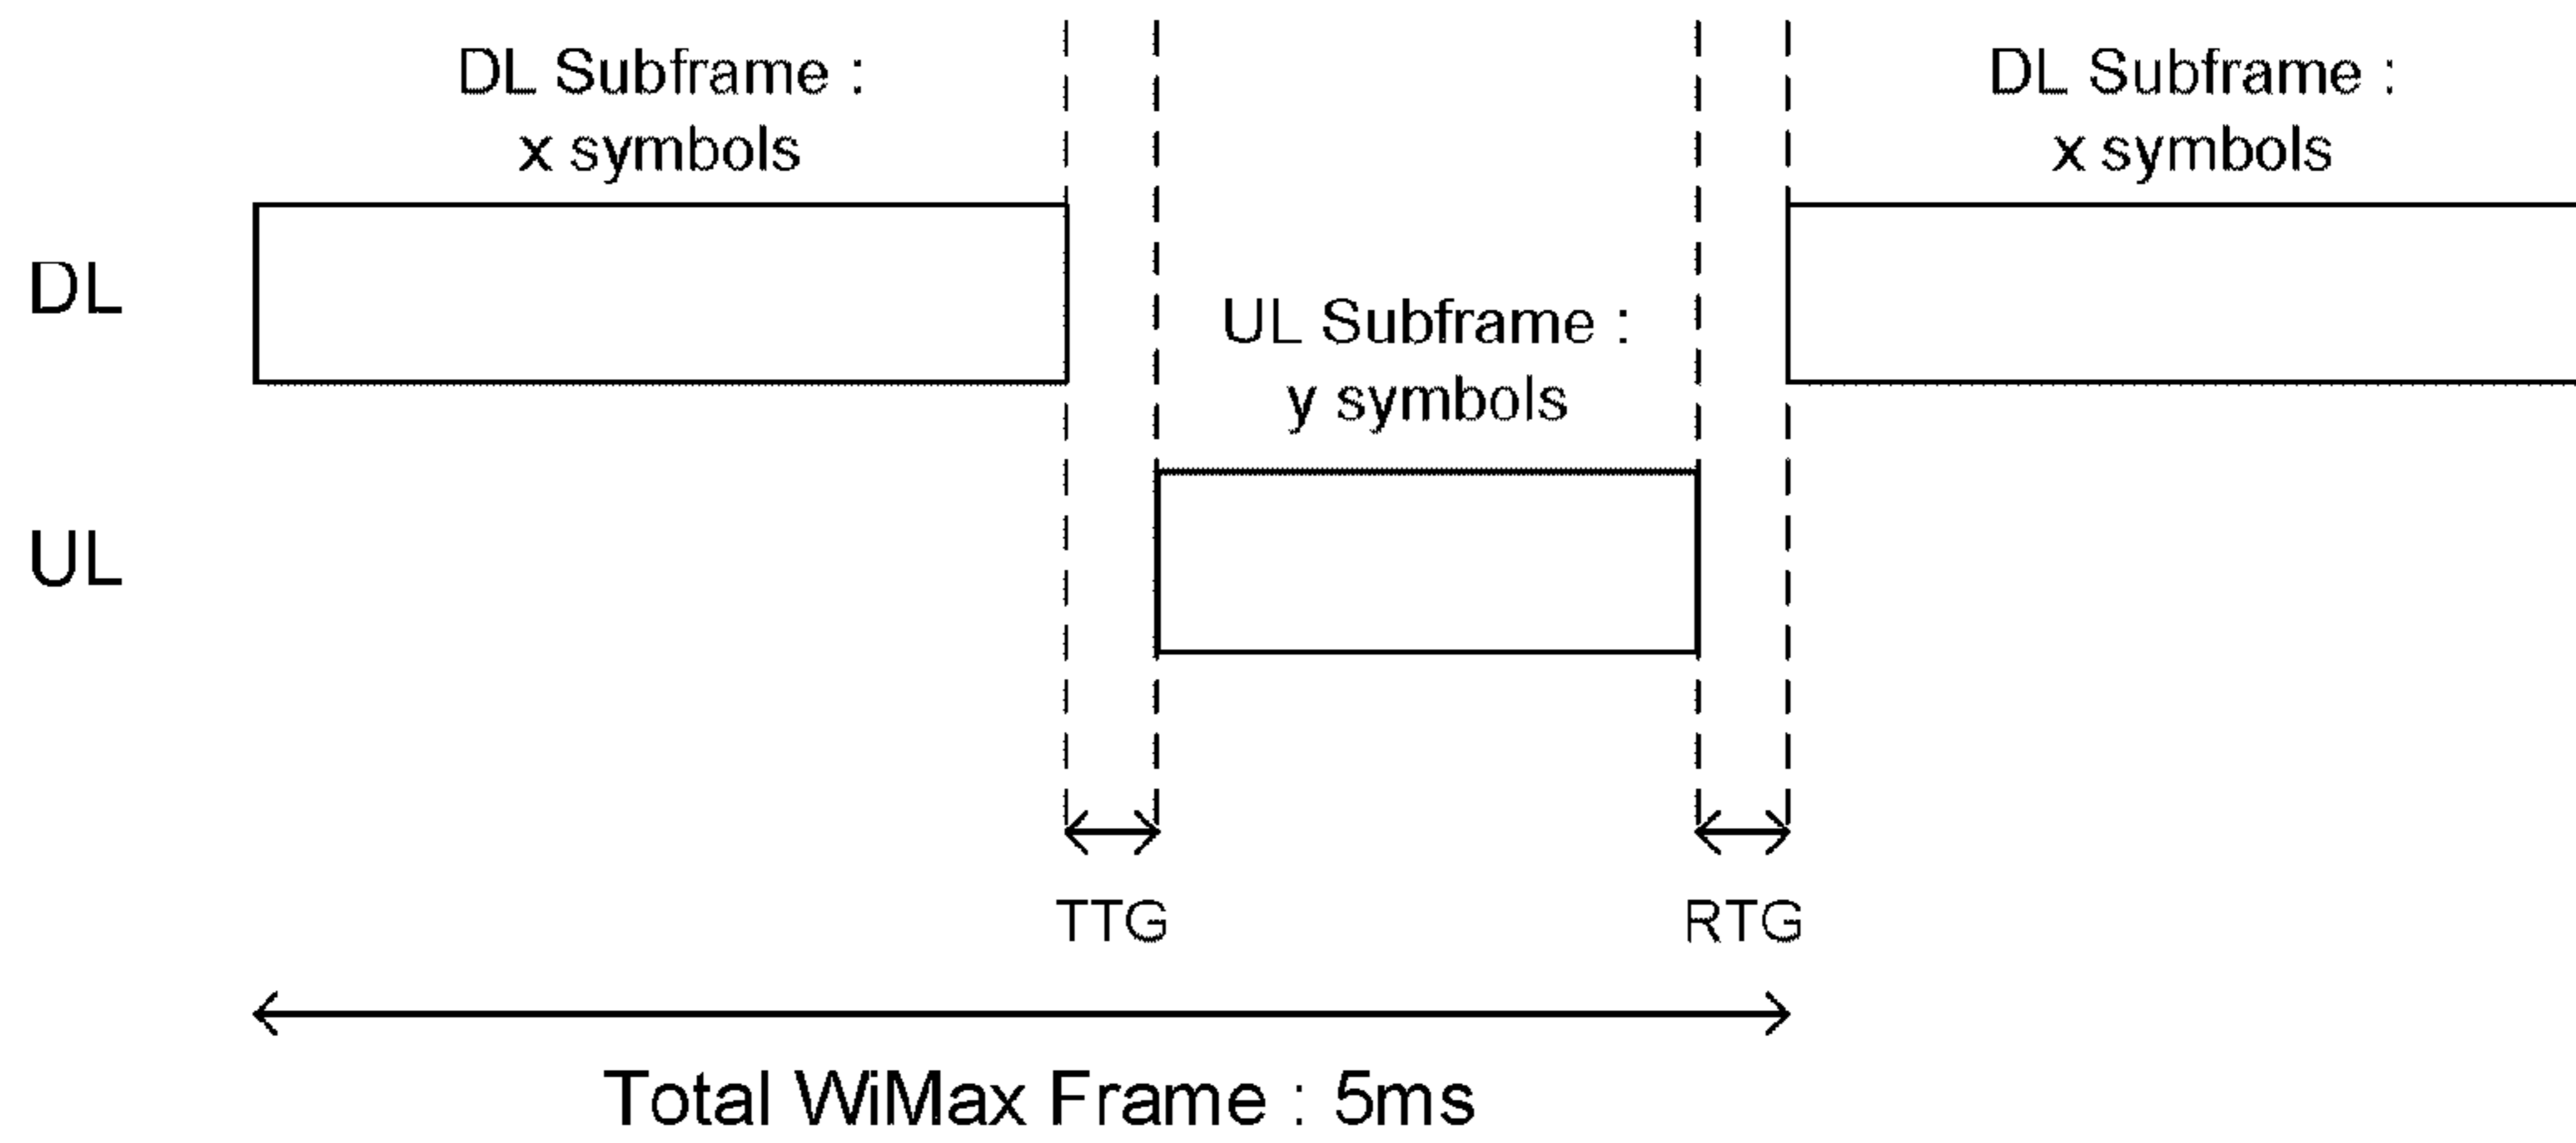 DL Subframe :
x symbols
DL Subframe :
x symbols
DL
UL Subframe :
y symbols
UL
TTG
RTG
Total WiMax Frame : 5ms